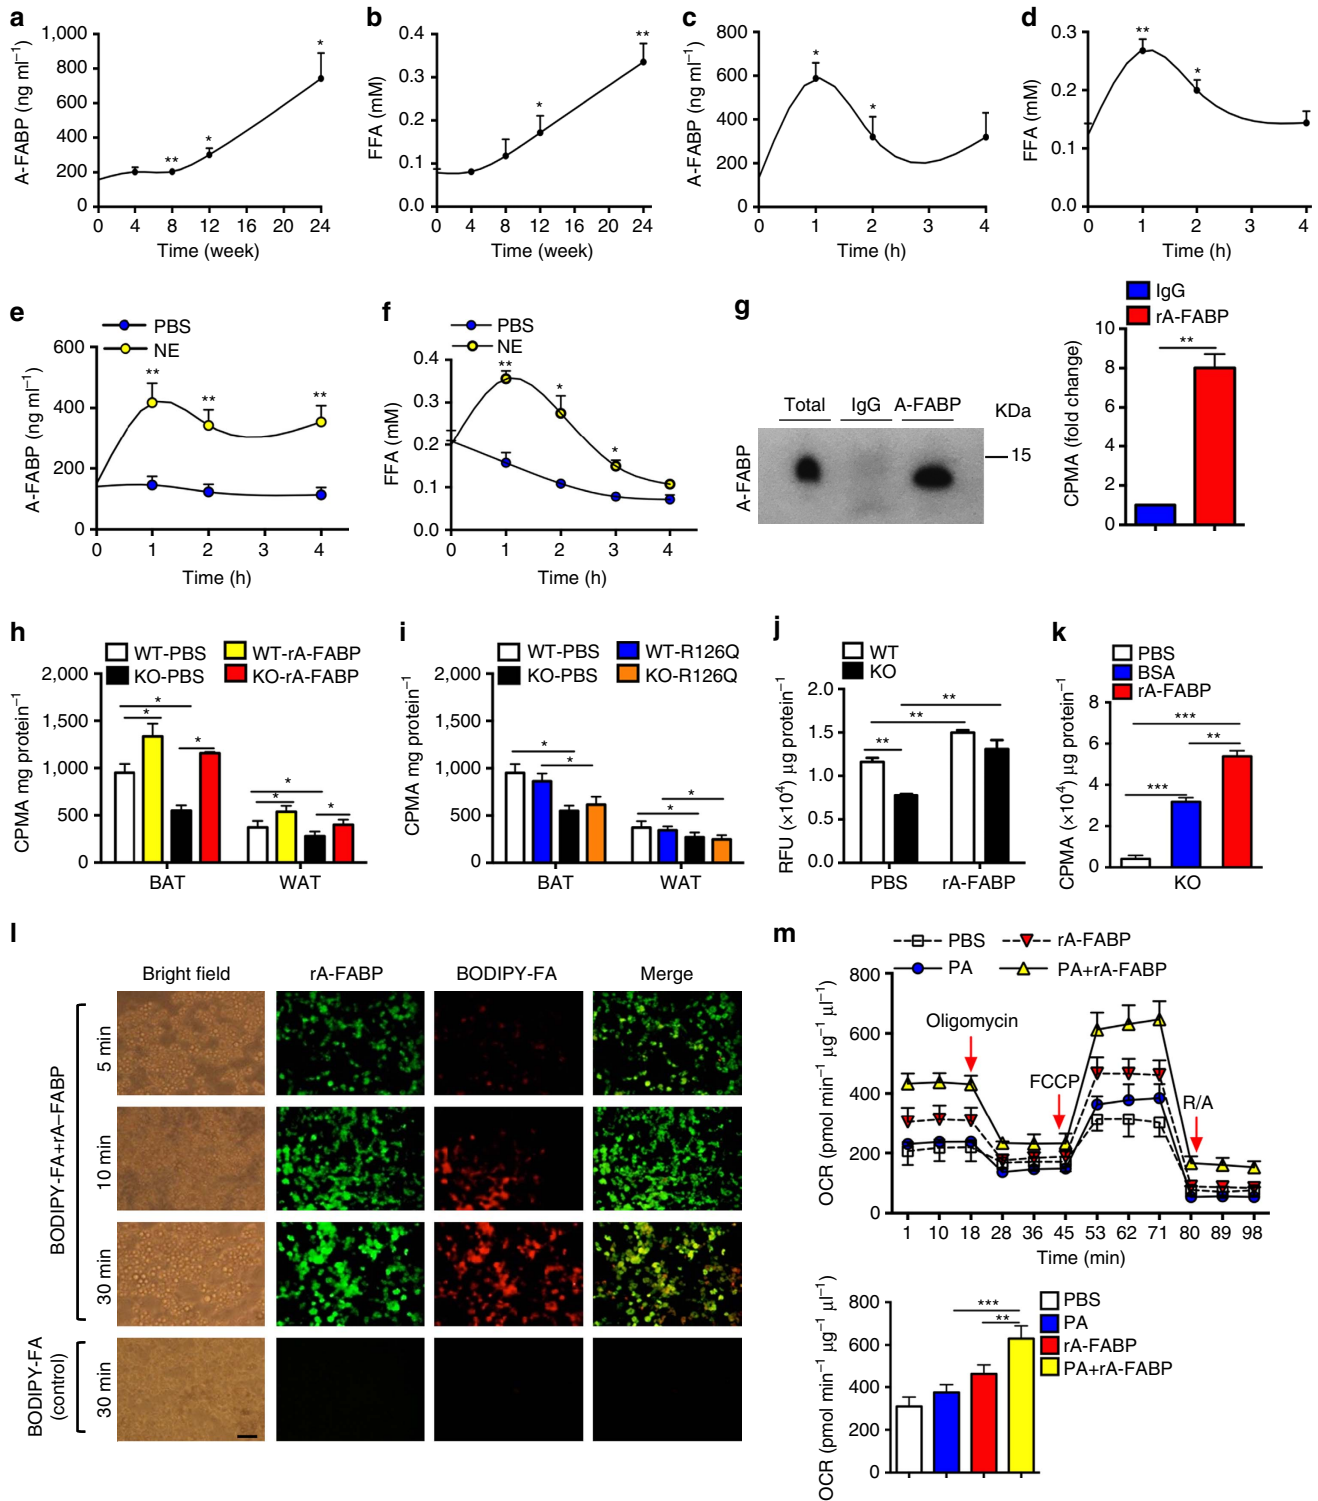 a
A-FABP (ng ml⁻¹)
1,000
800
600
400
200
0
*
**
*
0 4 8 12 16 20 24
Time (week)
b
FFA (mM)
0.4
0.3
0.2
0.1
0.0
**
*
0 4 8 12 16 20 24
Time (week)
c
A-FABP (ng ml⁻¹)
800
600
400
200
0
*
*
0 1 2 3 4
Time (h)
d
FFA (mM)
0.3
0.2
0.1
0.0
**
*
0 1 2 3 4
Time (h)
e
PBS
NE
A-FABP (ng ml⁻¹)
600
400
200
0
** ** **
0 1 2 3 4
Time (h)
f
PBS
NE
FFA (mM)
0.4
0.3
0.2
0.1
0.0
**
*
*
0 1 2 3 4
Time (h)
g
Total IgG A-FABP
KDa
15
A-FABP
IgG
rA-FABP
CPMA (fold change)
10
8
6
4
2
0
**
h
WT-PBS WT-rA-FABP
KO-PBS KO-rA-FABP
CPMA mg protein⁻¹
2,000
1,500
1,000
500
0
*
*
*
*
*
*
BAT WAT
i
WT-PBS WT-R126Q
KO-PBS KO-R126Q
CPMA mg protein⁻¹
2,000
1,500
1,000
500
0
*
*
*
*
BAT WAT
j
WT
KO
RFU (×10⁴) μg protein⁻¹
2.0
1.5
1.0
0.5
0.0
**
**
**
PBS rA-FABP
k
PBS
BSA
rA-FABP
CPMA (×10⁴) μg protein⁻¹
8
6
4
2
0
***
**
***
KO
l
Bright field rA-FABP BODIPY-FA Merge
BODIPY-FA+rA–FABP
5 min
10 min
30 min
BODIPY-FA
(control)
30 min
m
PBS rA-FABP
PA PA+rA-FABP
OCR (pmol min⁻¹ μg⁻¹ μl⁻¹)
800
600
400
200
0
Oligomycin
FCCP
R/A
1 10 18 28 36 45 53 62 71 80 89 98
Time (min)
OCR (pmol min⁻¹ μg⁻¹ μl⁻¹)
800
600
400
200
0
***
**
PBS
PA
rA-FABP
PA+rA-FABP